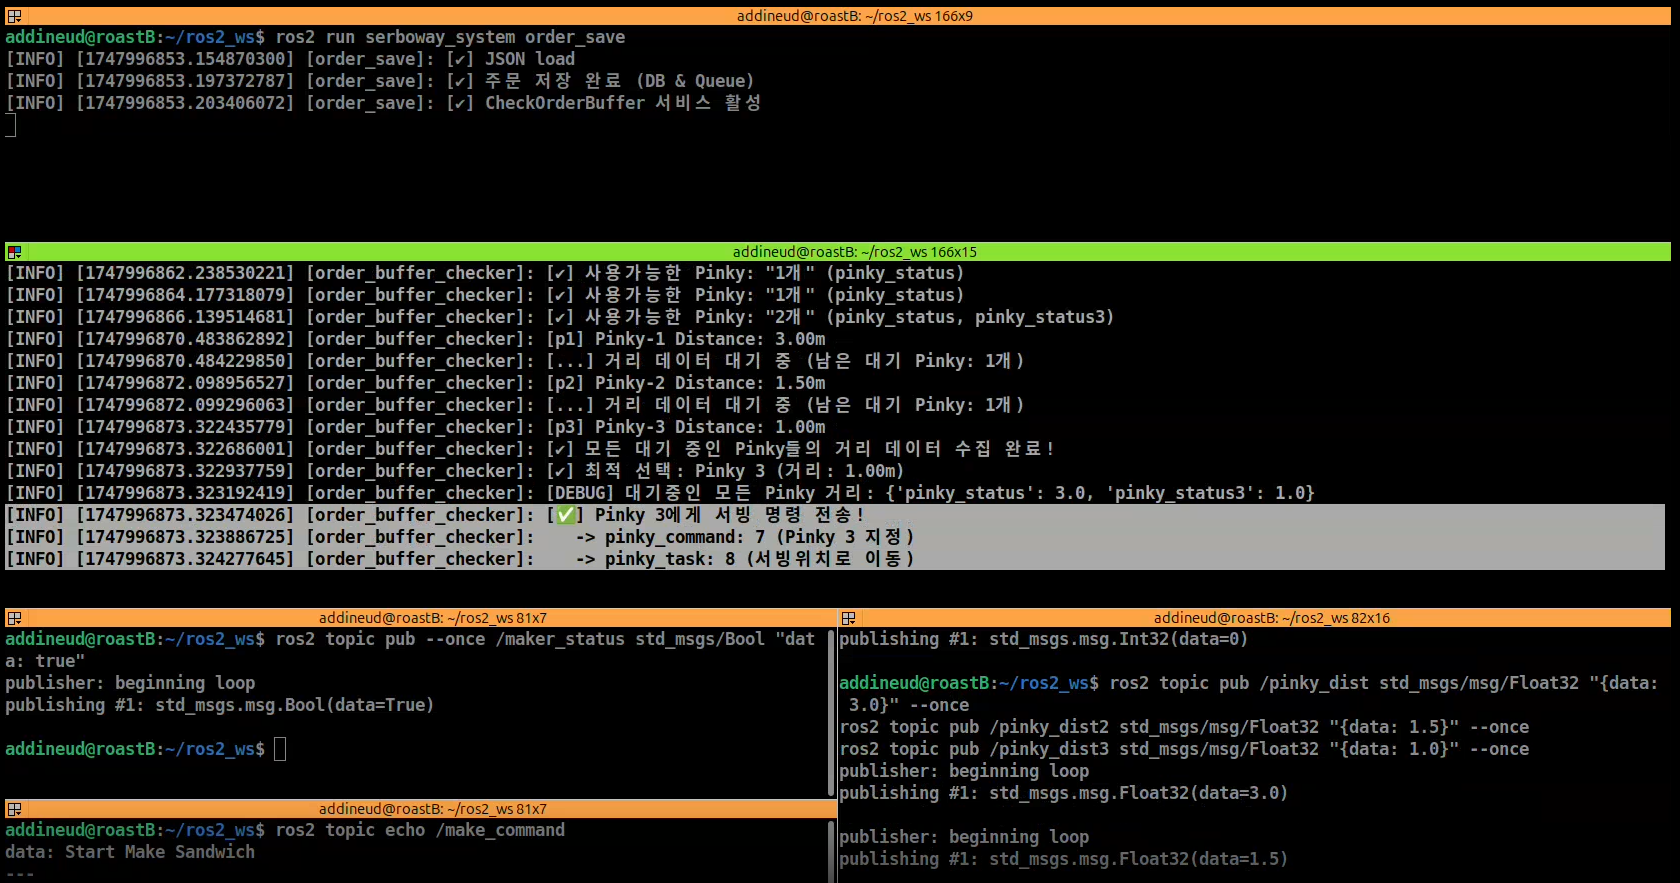 addineud@roastB: ~/ros2_ws 166x9
addineud@roastB:~/ros2_ws$ ros2 run serboway_system order_save
[INFO] [1747996853.154870300] [order_save]: [✔] JSON load
[INFO] [1747996853.197372787] [order_save]: [✔] 주문 저장 완료 (DB & Queue)
[INFO] [1747996853.203406072] [order_save]: [✔] CheckOrderBuffer 서비스 활성
addineud@roastB: ~/ros2_ws 166x15
[INFO] [1747996862.238530221] [order_buffer_checker]: [✔] 사용가능한 Pinky: "1개" (pinky_status)
[INFO] [1747996864.177318079] [order_buffer_checker]: [✔] 사용가능한 Pinky: "1개" (pinky_status)
[INFO] [1747996866.139514681] [order_buffer_checker]: [✔] 사용가능한 Pinky: "2개" (pinky_status, pinky_status3)
[INFO] [1747996870.483862892] [order_buffer_checker]: [p1] Pinky-1 Distance: 3.00m
[INFO] [1747996870.484229850] [order_buffer_checker]: [...] 거리 데이터 대기 중 (남은 대기 Pinky: 1개)
[INFO] [1747996872.098956527] [order_buffer_checker]: [p2] Pinky-2 Distance: 1.50m
[INFO] [1747996872.099296063] [order_buffer_checker]: [...] 거리 데이터 대기 중 (남은 대기 Pinky: 1개)
[INFO] [1747996873.322435779] [order_buffer_checker]: [p3] Pinky-3 Distance: 1.00m
[INFO] [1747996873.322686001] [order_buffer_checker]: [✔] 모든 대기 중인 Pinky들의 거리 데이터 수집 완료!
[INFO] [1747996873.322937759] [order_buffer_checker]: [✔] 최적 선택: Pinky 3 (거리: 1.00m)
[INFO] [1747996873.323192419] [order_buffer_checker]: [DEBUG] 대기중인 모든 Pinky 거리: {'pinky_status': 3.0, 'pinky_status3': 1.0}
[INFO] [1747996873.323474026] [order_buffer_checker]: [✅] Pinky 3에게 서빙 명령 전송!
[INFO] [1747996873.323886725] [order_buffer_checker]:    -> pinky_command: 7 (Pinky 3 지정)
[INFO] [1747996873.324277645] [order_buffer_checker]:    -> pinky_task: 8 (서빙위치로 이동)
addineud@roastB: ~/ros2_ws 81x7
addineud@roastB:~/ros2_ws$ ros2 topic pub --once /maker_status std_msgs/Bool "dat
a: true"
publisher: beginning loop
publishing #1: std_msgs.msg.Bool(data=True)
addineud@roastB:~/ros2_ws$
addineud@roastB: ~/ros2_ws 81x7
addineud@roastB:~/ros2_ws$ ros2 topic echo /make_command
data: Start Make Sandwich
---
addineud@roastB: ~/ros2_ws 82x16
publishing #1: std_msgs.msg.Int32(data=0)
addineud@roastB:~/ros2_ws$ ros2 topic pub /pinky_dist std_msgs/msg/Float32 "{data:
 3.0}" --once
ros2 topic pub /pinky_dist2 std_msgs/msg/Float32 "{data: 1.5}" --once
ros2 topic pub /pinky_dist3 std_msgs/msg/Float32 "{data: 1.0}" --once
publisher: beginning loop
publishing #1: std_msgs.msg.Float32(data=3.0)
publisher: beginning loop
publishing #1: std_msgs.msg.Float32(data=1.5)